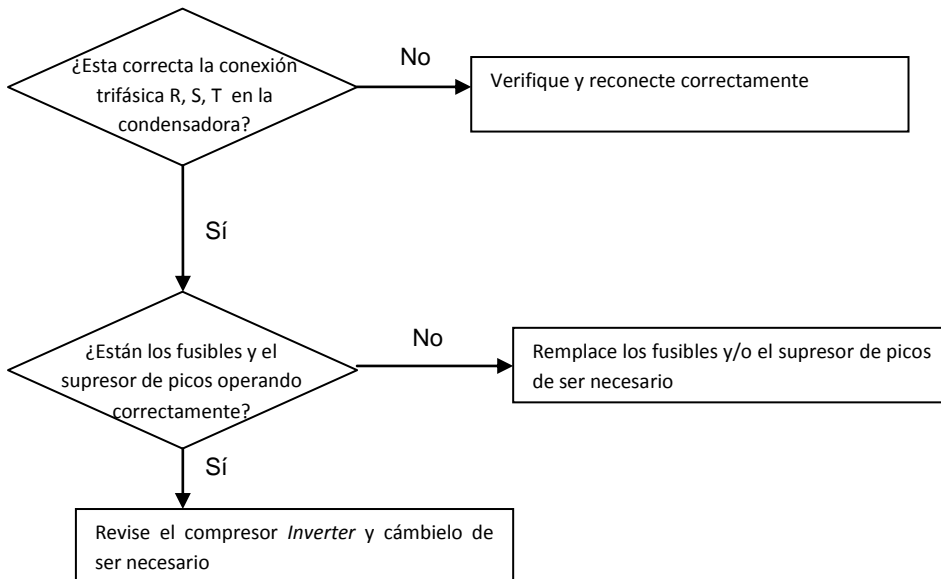 ¿Esta correcta la conexión
trifásica R, S, T en la
condensadora?
No
Verifique y reconecte correctamente
Sí
¿Están los fusibles y el
supresor de picos operando
correctamente?
No
Remplace los fusibles y/o el supresor de picos
de ser necesario
Sí
Revise el compresor Inverter y cámbielo de
ser necesario